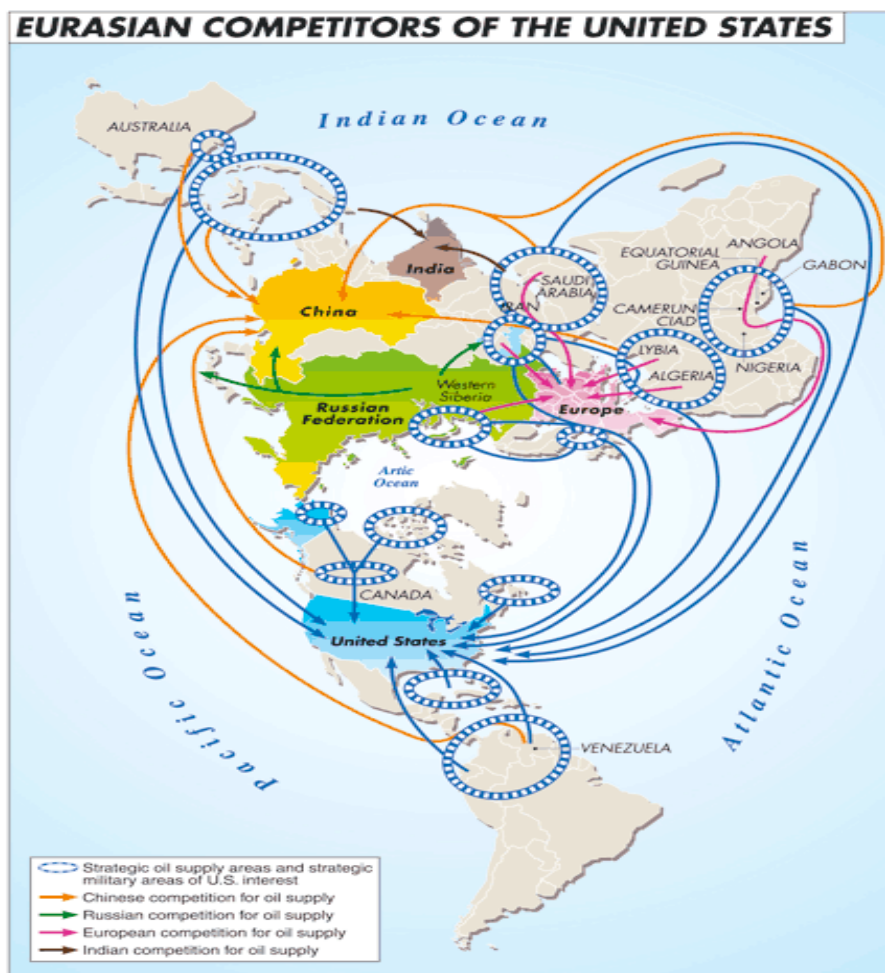 EURASIAN COMPETITORS OF THE UNITED STATES
AUSTRALIA
Indian Ocean
ANGOLA
EQUATORIAL
GUINEA
GABON
India
SAUDI
ARABIA
IRAN
CAMERUN
CIAD
China
LYBIA
NIGERIA
ALGERIA
Western
Siberia
Europe
Russian
Federation
Artic
Ocean
CANADA
United States
Pacific Ocean
Atlantic Ocean
VENEZUELA
Strategic oil supply areas and strategic
military areas of U.S. interest
Chinese competition for oil supply
Russian competition for oil supply
European competition for oil supply
Indian competition for oil supply